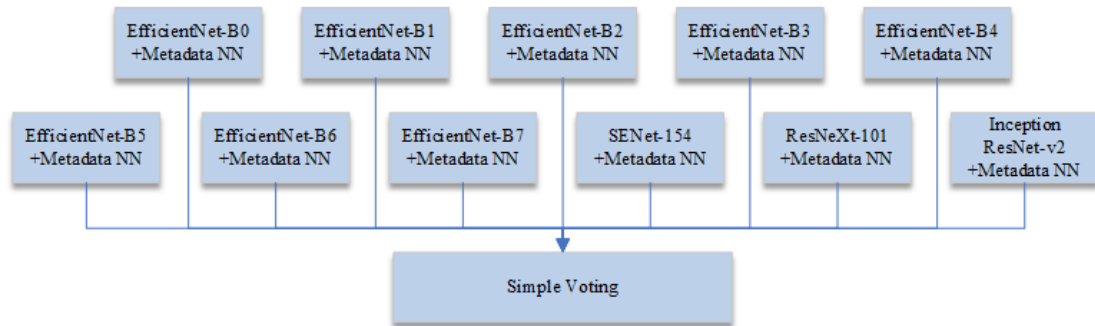 EfficientNet-B0
+Metadata NN
EfficientNet-B1
+Metadata NN
EfficientNet-B2
+Metadata NN
EfficientNet-B3
+Metadata NN
EfficientNet-B4
+Metadata NN
EfficientNet-B5
+Metadata NN
EfficientNet-B6
+Metadata NN
EfficientNet-B7
+Metadata NN
SENet-154
+Metadata NN
ResNeXt-101
+Metadata NN
Inception
ResNet-v2
+Metadata NN
Simple Voting